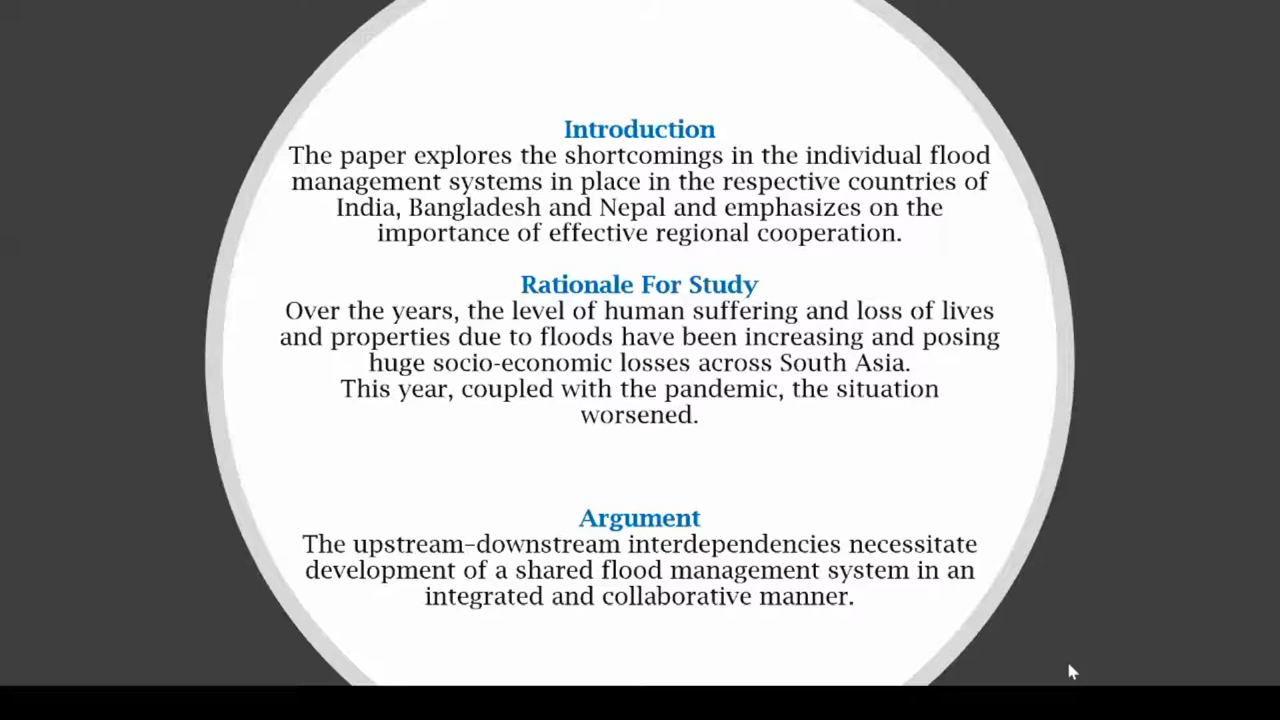 Introduction
The paper explores the shortcomings in the individual flood
management systems in place in the respective countries of
India, Bangladesh and Nepal and emphasizes on the
importance of effective regional cooperation.
Rationale For Study
Over the years, the level of human suffering and loss of lives
and properties due to floods have been increasing and posing
huge socio-economic losses across South Asia.
This year, coupled with the pandemic, the situation
worsened.
Argument
The upstream–downstream interdependencies necessitate
development of a shared flood management system in an
integrated and collaborative manner.